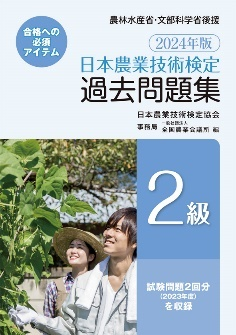 農林水産省・文部科学省後援
合格への
必須
アイテム
2024年版
日本農業技術検定
過去問題集
日本農業技術検定協会
事務局 一般社団法人 全国農業会議所 編
2級
試験問題2回分
(2023年度)
を収録